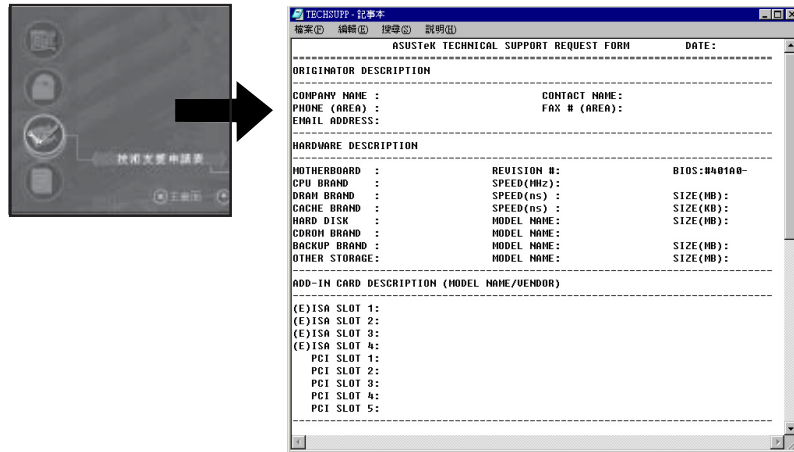 技術支援申請表
主畫面
TECHSUPP - 記事本
檔案(F) 編輯(E) 搜尋(S) 說明(H)
ASUSTeK TECHNICAL SUPPORT REQUEST FORM DATE:
================================================================
ORIGINATOR DESCRIPTION
----------------------------------------------------------------
COMPANY NAME : CONTACT NAME:
PHONE (AREA) : FAX # (AREA):
EMAIL ADDRESS:
----------------------------------------------------------------
HARDWARE DESCRIPTION
----------------------------------------------------------------
MOTHERBOARD : REVISION #: BIOS:#401A0-
CPU BRAND : SPEED(MHz):
DRAM BRAND : SPEED(ns) : SIZE(MB):
CACHE BRAND : SPEED(ns) : SIZE(KB):
HARD DISK : MODEL NAME: SIZE(MB):
CDROM BRAND : MODEL NAME:
BACKUP BRAND : MODEL NAME: SIZE(MB):
OTHER STORAGE: MODEL NAME: SIZE(MB):
----------------------------------------------------------------
ADD-IN CARD DESCRIPTION (MODEL NAME/VENDOR)
----------------------------------------------------------------
(E)ISA SLOT 1:
(E)ISA SLOT 2:
(E)ISA SLOT 3:
(E)ISA SLOT 4:
PCI SLOT 1:
PCI SLOT 2:
PCI SLOT 3:
PCI SLOT 4:
PCI SLOT 5:
----------------------------------------------------------------